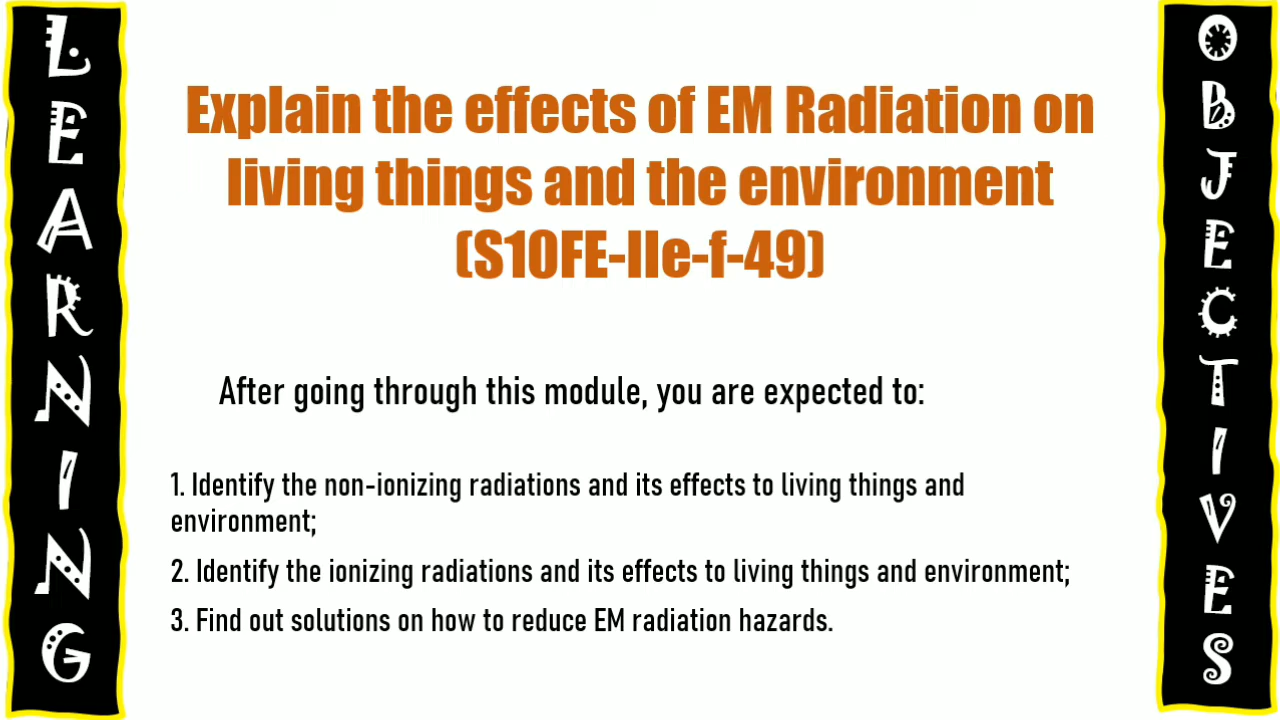 LEARNING
Explain the effects of EM Radiation on
living things and the environment
(S10FE-IIe-f-49)
After going through this module, you are expected to:
1. Identify the non-ionizing radiations and its effects to living things and
environment;
2. Identify the ionizing radiations and its effects to living things and environment;
3. Find out solutions on how to reduce EM radiation hazards.
OBJECTIVES